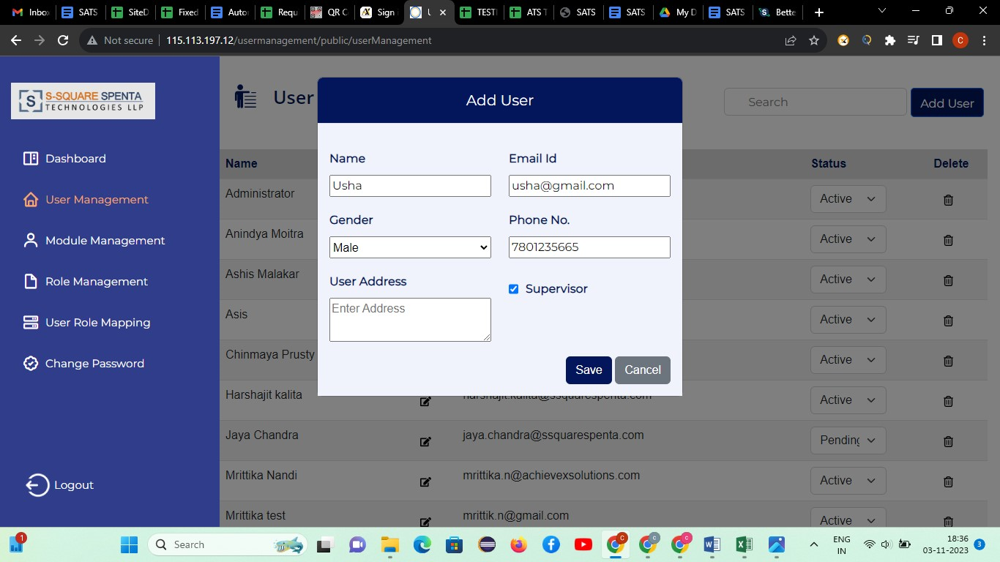 Inbox SATS SiteD Fixed Auto Requ QR C Sign TESTI ATS T SATS SATS My D SATS Bette
Not secure 115.113.197.12/usermanagement/public/userManagement C
S-SQUARE SPENTA
TECHNOLOGIES LLP
Dashboard
User Management
Module Management
Role Management
User Role Mapping
Change Password
Logout
User
Search
Add User
Name Status Delete
Administrator Active
Anindya Moitra Active
Ashis Malakar Active
Asis Active
Chinmaya Prusty Active
Harshajit kalita harshajit.kalita@ssquarespenta.com Active
Jaya Chandra jaya.chandra@ssquarespenta.com Pending
Mrittika Nandi mrittika.n@achievexsolutions.com Active
Mrittika test mrittik.n@gmail.com Active
Add User
Name Email Id
Usha usha@gmail.com
Gender Phone No.
Male 7801235665
User Address Supervisor
Enter Address
Save Cancel
1 Search C C C ENG 18:36
IN 03-11-2023 3